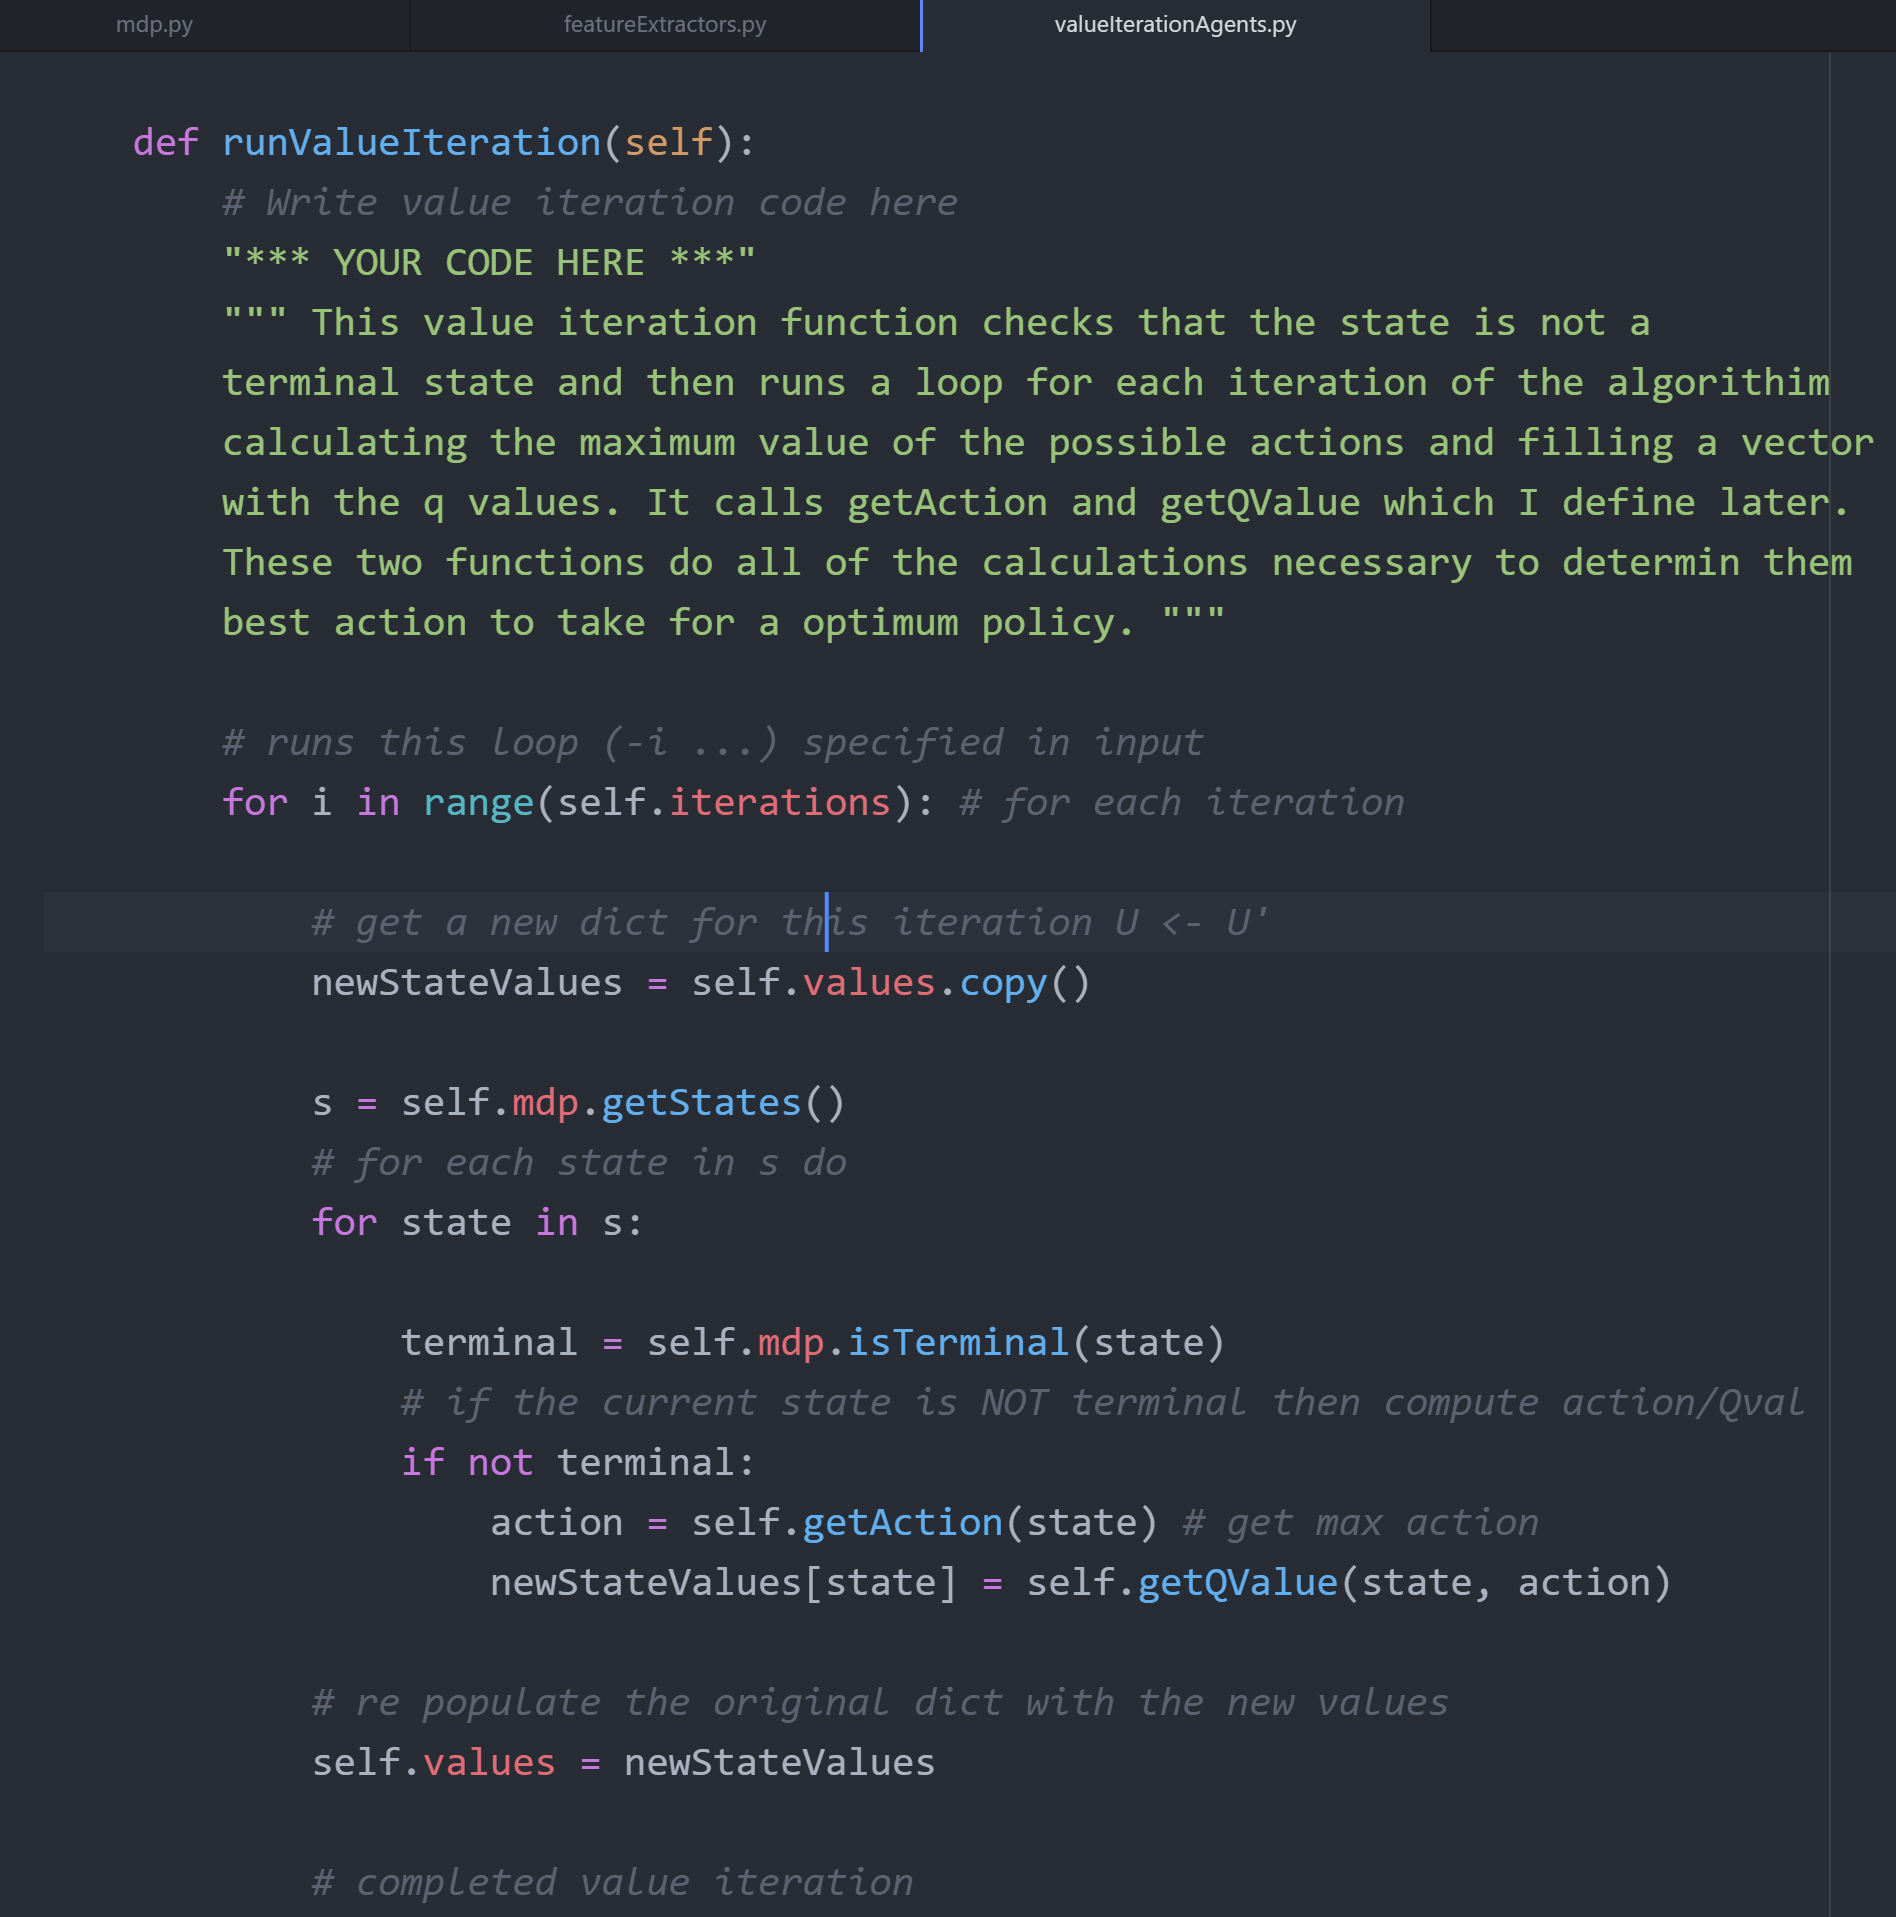 mdp.py
featureExtractors.py
valueIterationAgents.py
def runValueIteration(self):
# Write value iteration code here
"*** YOUR CODE HERE ***"
""" This value iteration function checks that the state is not a
terminal state and then runs a loop for each iteration of the algorithim
calculating the maximum value of the possible actions and filling a vector
with the q values. It calls getAction and getQValue which I define later.
These two functions do all of the calculations necessary to determin them
best action to take for a optimum policy. """
# runs this loop (-i ...) specified in input
for i in range(self.iterations): # for each iteration
# get a new dict for this iteration U <- U'
newStateValues = self.values.copy()
s = self.mdp.getStates()
# for each state in s do
for state in s:
terminal = self.mdp.isTerminal(state)
# if the current state is NOT terminal then compute action/Qval
if not terminal:
action = self.getAction(state) # get max action
newStateValues[state] = self.getQValue(state, action)
# re populate the original dict with the new values
self.values = newStateValues
# completed value iteration